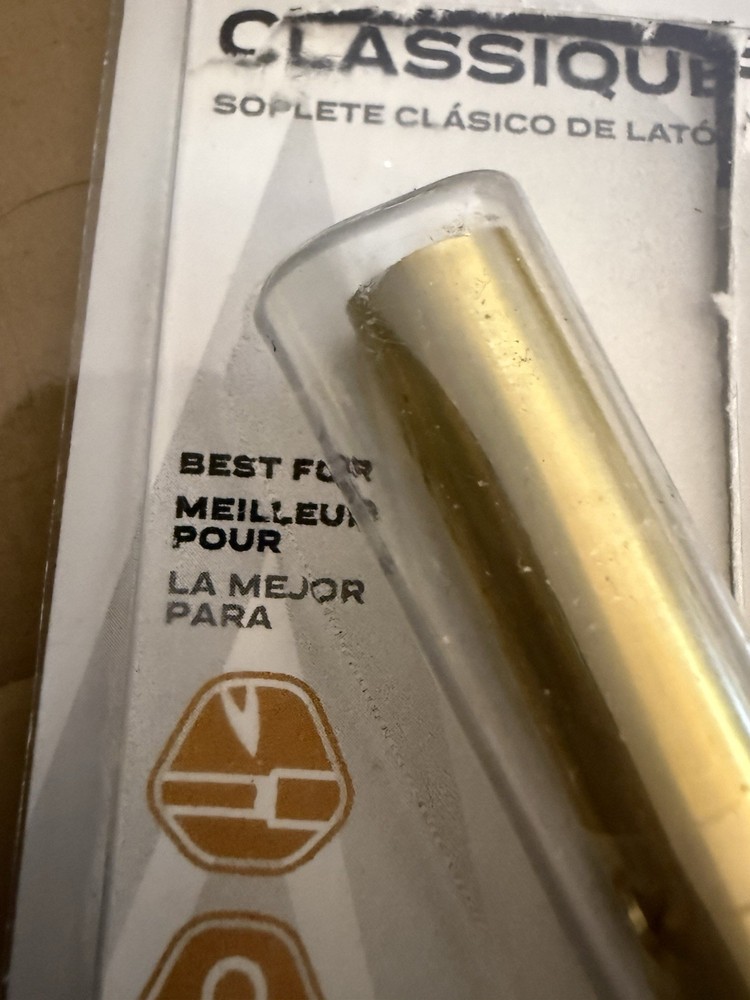 CLASSIQUE
SOPLETE CLÁSICO DE LATÓ
BEST FOR
MEILLEUR
POUR
LA MEJOR
PARA